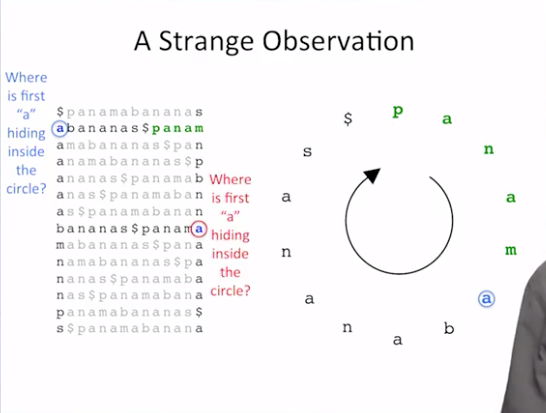 A Strange Observation
Where
is first
“a”
hiding
inside
the
circle?
$panamabananas
abananas$panam
amabananas$pan
anamabananas$p
ananas$panamab
anas$panamaban
as$panamabanan
bananas$panama
mabananas$pana
namabananas$pa
nanas$panamaba
nas$panamabana
panamabananas$
s$panamabanana
Where
is first
“a”
hiding
inside
the
circle?
$
p
a
n
a
m
a
b
a
n
a
n
a
s